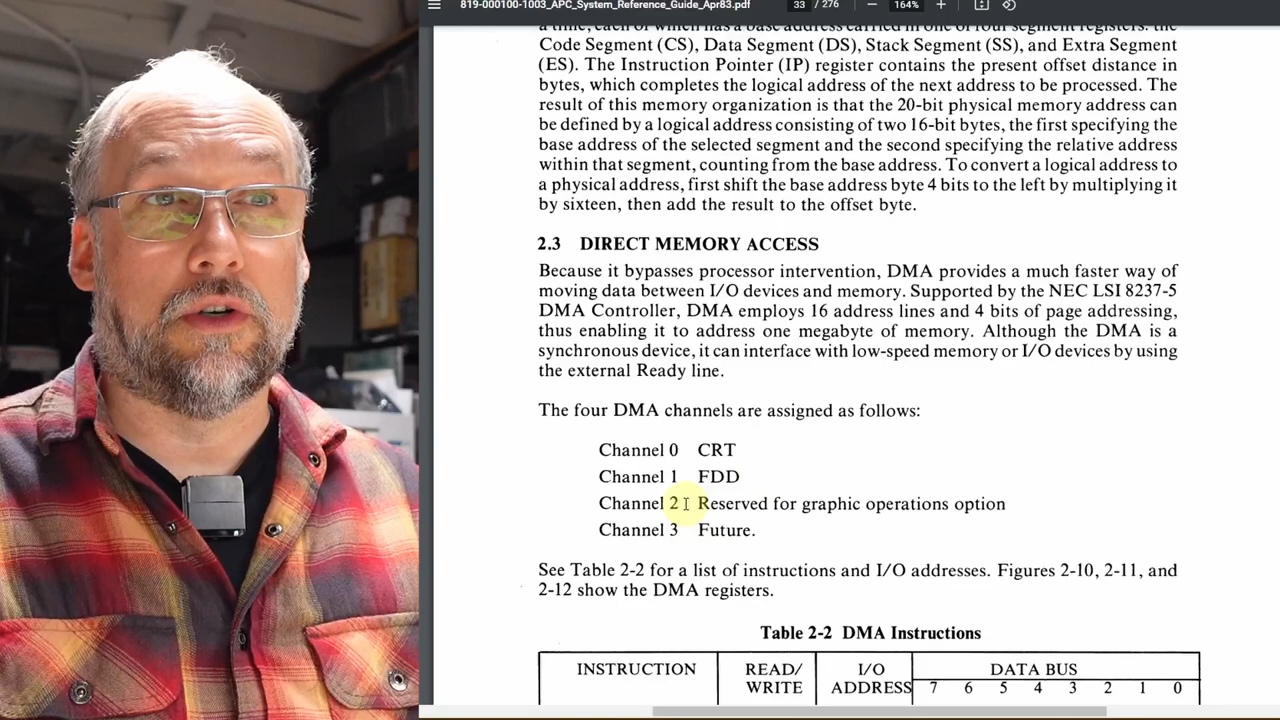 819-000100-1003_APC_System_Reference_Guide_Apr83.pdf
33 / 276
164%
a time, each of which has a base address carried in one of four segment registers: the
Code Segment (CS), Data Segment (DS), Stack Segment (SS), and Extra Segment
(ES). The Instruction Pointer (IP) register contains the present offset distance in
bytes, which completes the logical address of the next address to be processed. The
result of this memory organization is that the 20-bit physical memory address can
be defined by a logical address consisting of two 16-bit bytes, the first specifying the
base address of the selected segment and the second specifying the relative address
within that segment, counting from the base address. To convert a logical address to
a physical address, first shift the base address byte 4 bits to the left by multiplying it
by sixteen, then add the result to the offset byte.
2.3 DIRECT MEMORY ACCESS
Because it bypasses processor intervention, DMA provides a much faster way of
moving data between I/O devices and memory. Supported by the NEC LSI 8237-5
DMA Controller, DMA employs 16 address lines and 4 bits of page addressing,
thus enabling it to address one megabyte of memory. Although the DMA is a
synchronous device, it can interface with low-speed memory or I/O devices by using
the external Ready line.
The four DMA channels are assigned as follows:
Channel 0 CRT
Channel 1 FDD
Channel 2 Reserved for graphic operations option
Channel 3 Future.
See Table 2-2 for a list of instructions and I/O addresses. Figures 2-10, 2-11, and
2-12 show the DMA registers.
Table 2-2 DMA Instructions
INSTRUCTION READ/ I/O DATA BUS
WRITE ADDRESS 7 6 5 4 3 2 1 0